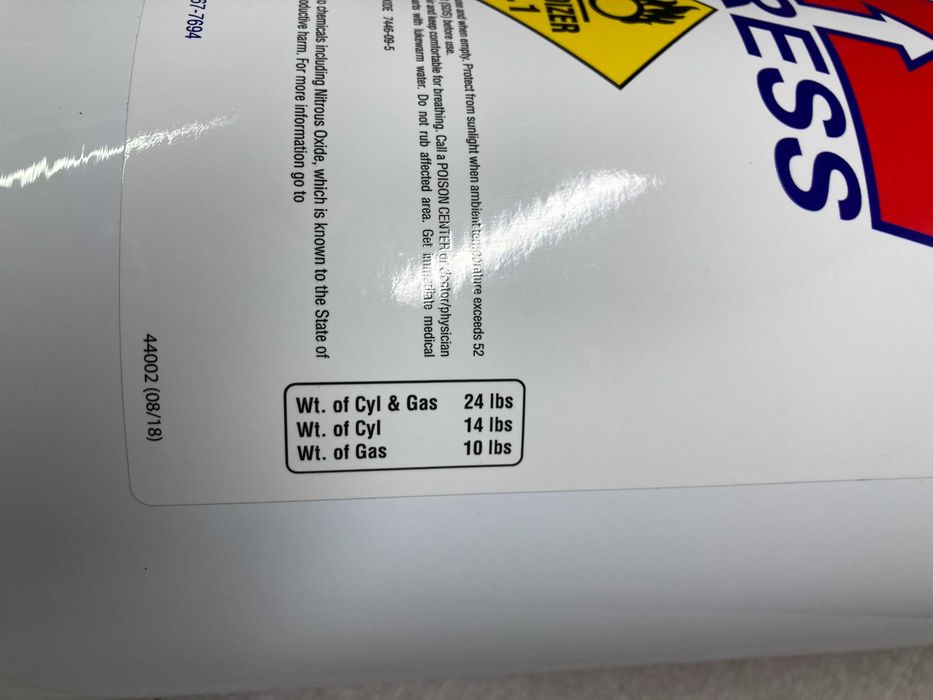 RESS
IZER
.1
se and when empty. Protect from sunlight when ambient temperature exceeds 52
(SDS) before use.
and keep comfortable for breathing. Call a POISON CENTER or doctor/physician
arts with lukewarm water. Do not rub affected area. Get immediate medical
IDE 7446-09-5
o chemicals including Nitrous Oxide, which is known to the State of
oductive harm. For more information go to
67-7694
44002 (08/18)
Wt. of Cyl & Gas 24 lbs
Wt. of Cyl 14 lbs
Wt. of Gas 10 lbs